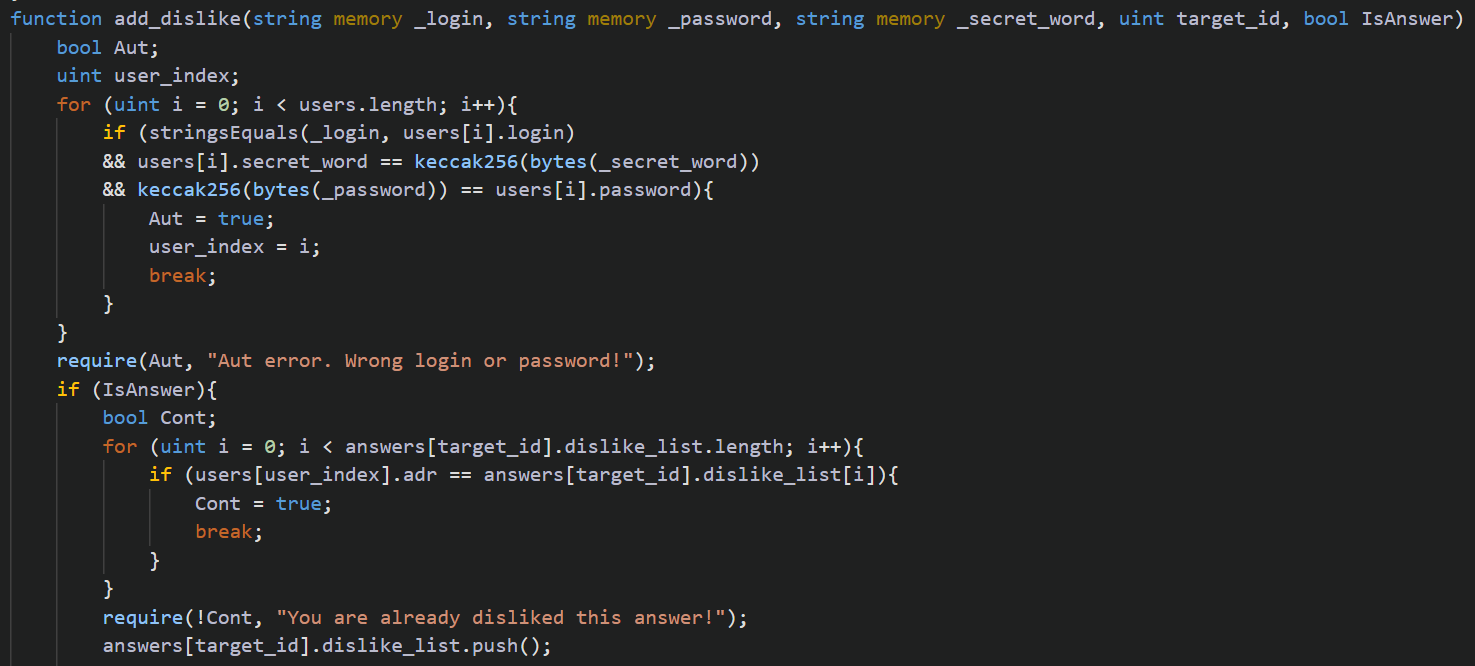 function add_dislike(string memory _login, string memory _password, string memory _secret_word, uint target_id, bool IsAnswer)
bool Aut;
uint user_index;
for (uint i = 0; i < users.length; i++){
if (stringsEquals(_login, users[i].login)
&& users[i].secret_word == keccak256(bytes(_secret_word))
&& keccak256(bytes(_password)) == users[i].password){
Aut = true;
user_index = i;
break;
}
}
require(Aut, "Aut error. Wrong login or password!");
if (IsAnswer){
bool Cont;
for (uint i = 0; i < answers[target_id].dislike_list.length; i++){
if (users[user_index].adr == answers[target_id].dislike_list[i]){
Cont = true;
break;
}
}
require(!Cont, "You are already disliked this answer!");
answers[target_id].dislike_list.push();